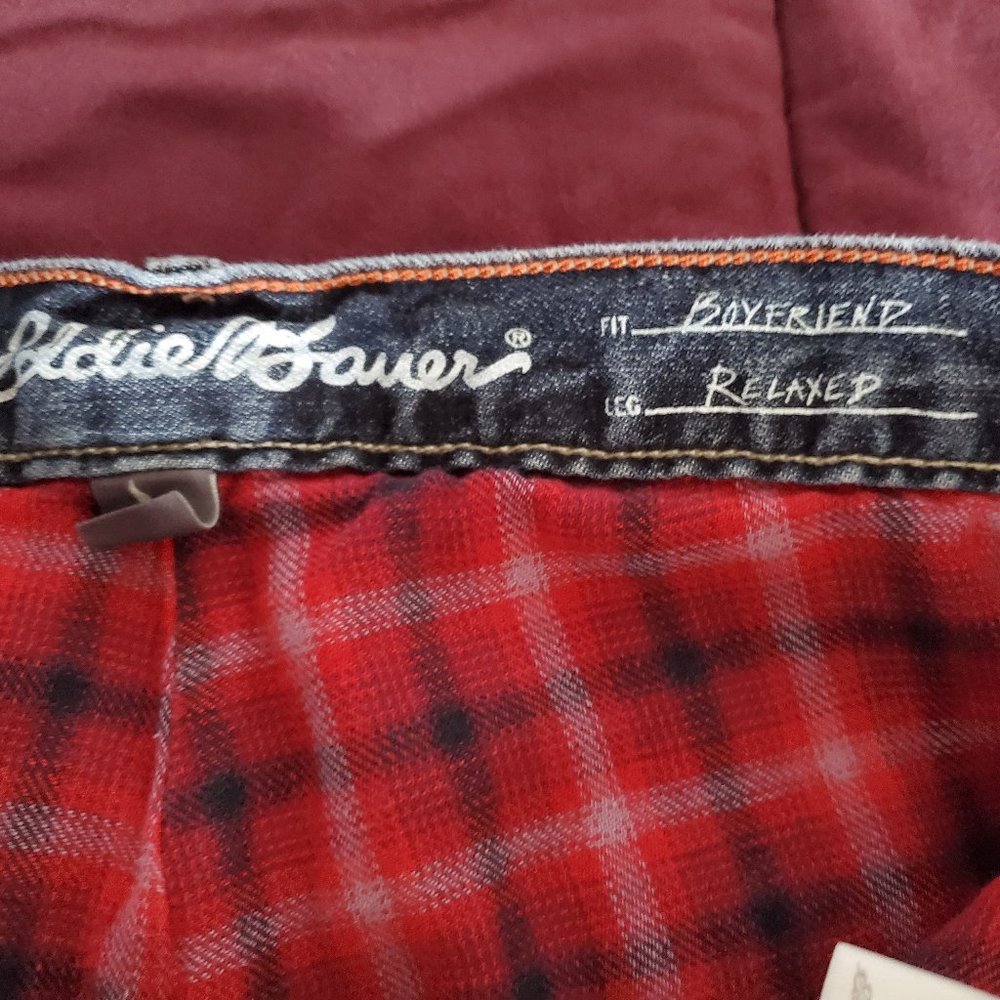 Eddie Bauer®
FIT BOYFRIEND
LEG RELAXED